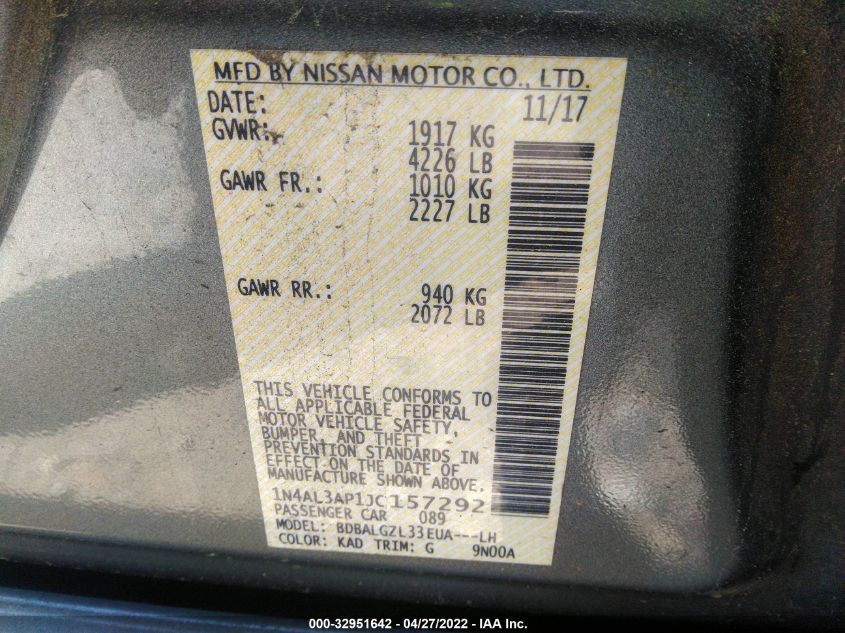 MFD BY NISSAN MOTOR CO., LTD.
DATE: 11/17
GVWR: 1917 KG
4226 LB
GAWR FR.: 1010 KG
2227 LB
GAWR RR.: 940 KG
2072 LB
THIS VEHICLE CONFORMS TO
ALL APPLICABLE FEDERAL
MOTOR VEHICLE SAFETY,
BUMPER, AND THEFT
PREVENTION STANDARDS IN
EFFECT ON THE DATE OF
MANUFACTURE SHOWN ABOVE.
1N4AL3AP1JC157292
PASSENGER CAR 089
MODEL: BDBALGZL33EUA---LH
COLOR: KAD TRIM: G 9N00A
000-32951642 - 04/27/2022 - IAA Inc.